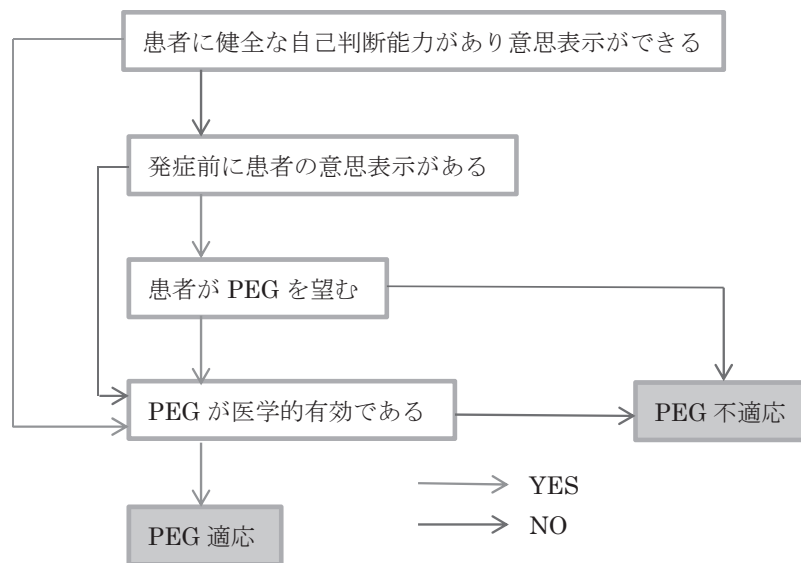 患者に健全な自己判断能力があり意思表示ができる
発症前に患者の意思表示がある
患者が PEG を望む
PEG が医学的有効である
PEG 不適応
YES
NO
PEG 適応